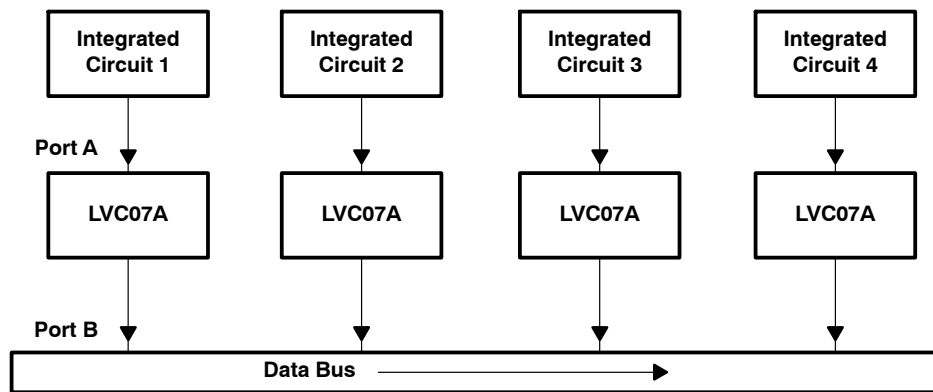 Integrated
Circuit 1
Integrated
Circuit 2
Integrated
Circuit 3
Integrated
Circuit 4
Port A
LVC07A
LVC07A
LVC07A
LVC07A
Port B
Data Bus